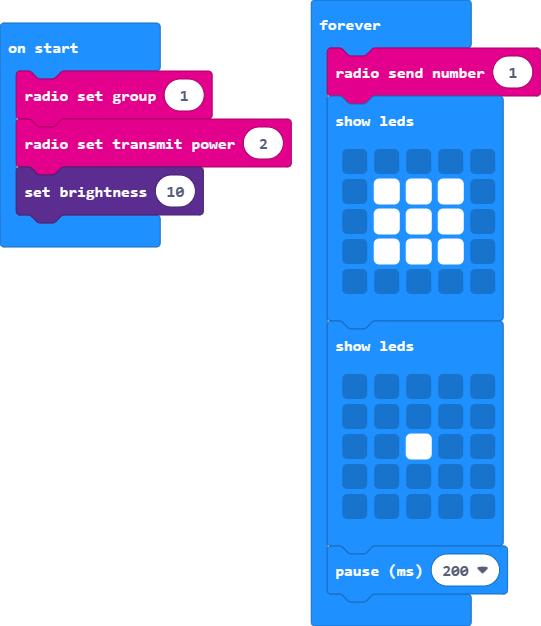 on start
radio set group 1
radio set transmit power 2
set brightness 10
forever
radio send number 1
show leds
show leds
pause (ms) 200